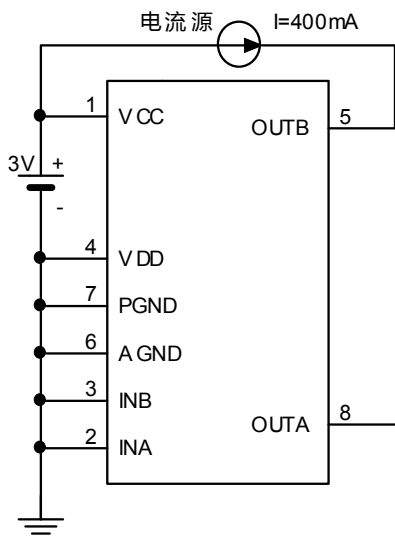 电流源 I=400mA
1 VCC
OUTB 5
3V +
-
4 VDD
7 PGND
6 AGND
3 INB
OUTA 8
2 INA